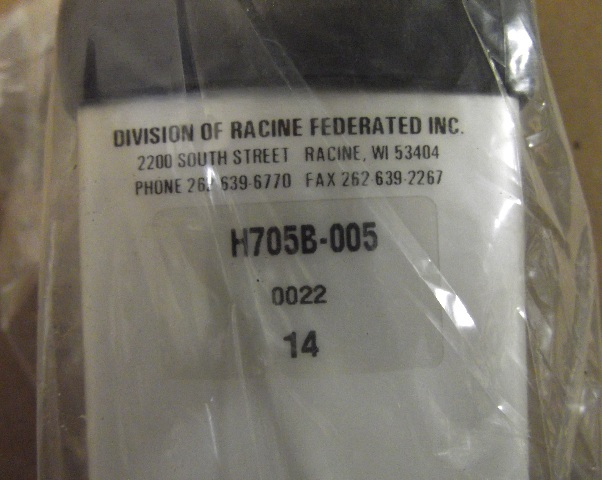 DIVISION OF RACINE FEDERATED INC.
2200 SOUTH STREET RACINE, WI 53404
PHONE 262 639-6770 FAX 262 639-2267
H705B-005
0022
14